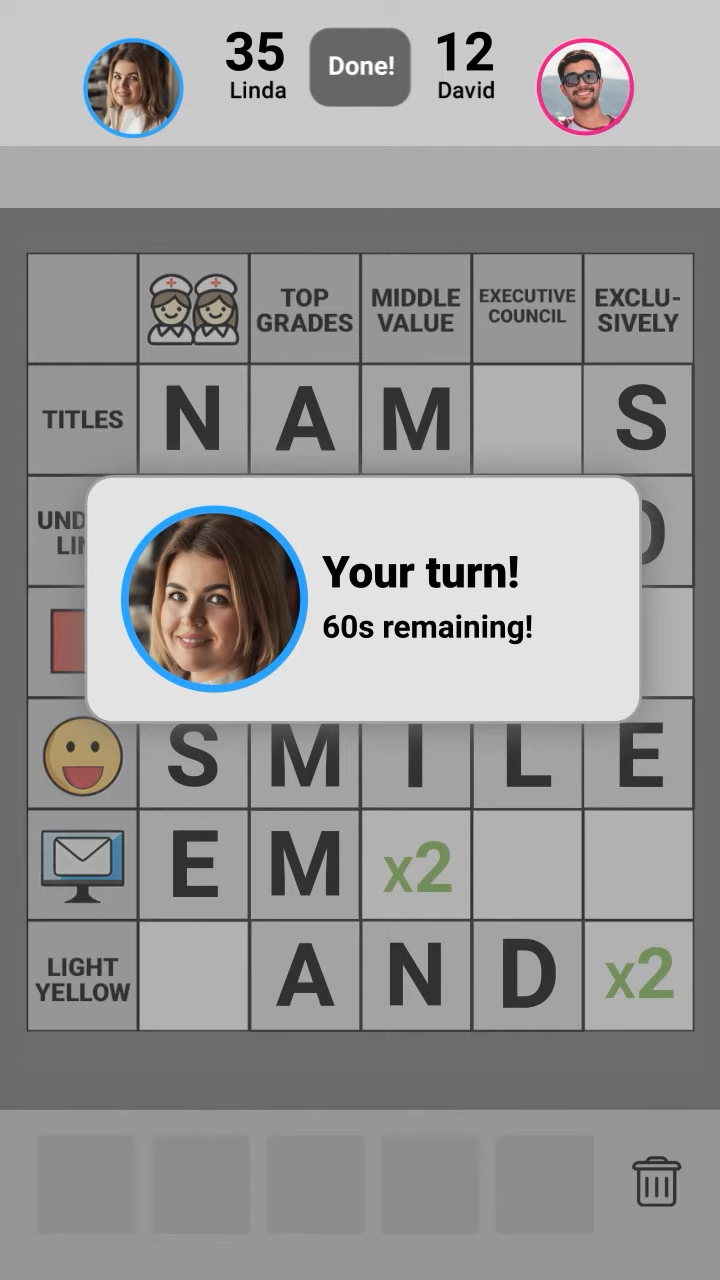 35
Linda
Done!
12
David
TOP
GRADES
MIDDLE
VALUE
EXECUTIVE
COUNCIL
EXCLU-
SIVELY
TITLES
N A M S
Your turn!
60s remaining!
S M I L E
E M x2
LIGHT
YELLOW
A N D x2